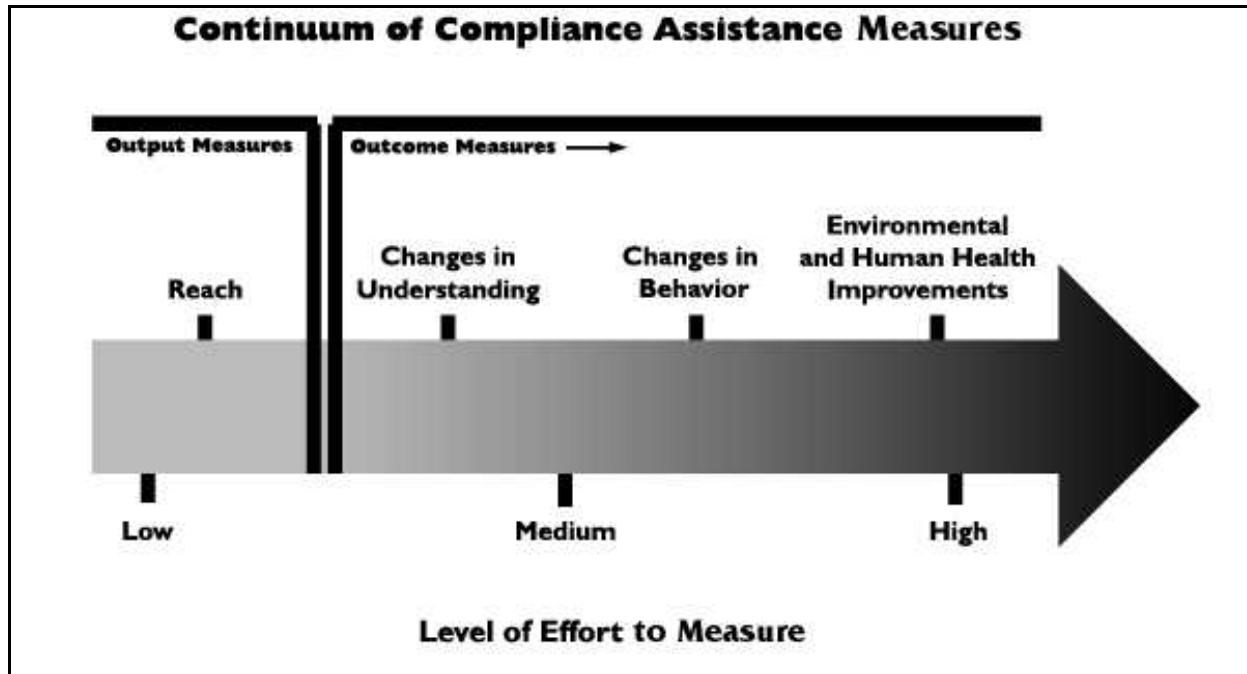 Continuum of Compliance Assistance Measures
Output Measures
Outcome Measures
Reach
Changes in
Understanding
Changes in
Behavior
Environmental
and Human Health
Improvements
Low
Medium
High
Level of Effort to Measure